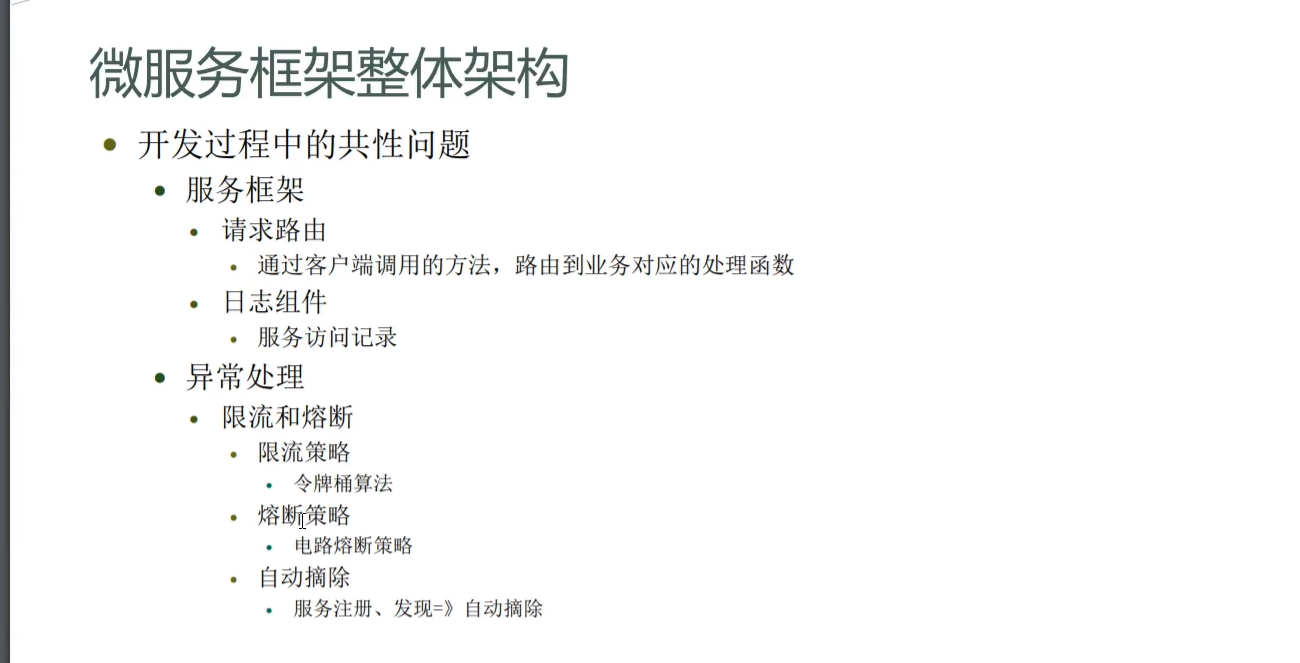 微服务框架整体架构
开发过程中的共性问题
服务框架
请求路由
通过客户端调用的方法，路由到业务对应的处理函数
日志组件
服务访问记录
异常处理
限流和熔断
限流策略
令牌桶算法
熔断策略
电路熔断策略
自动摘除
服务注册、发现=》自动摘除